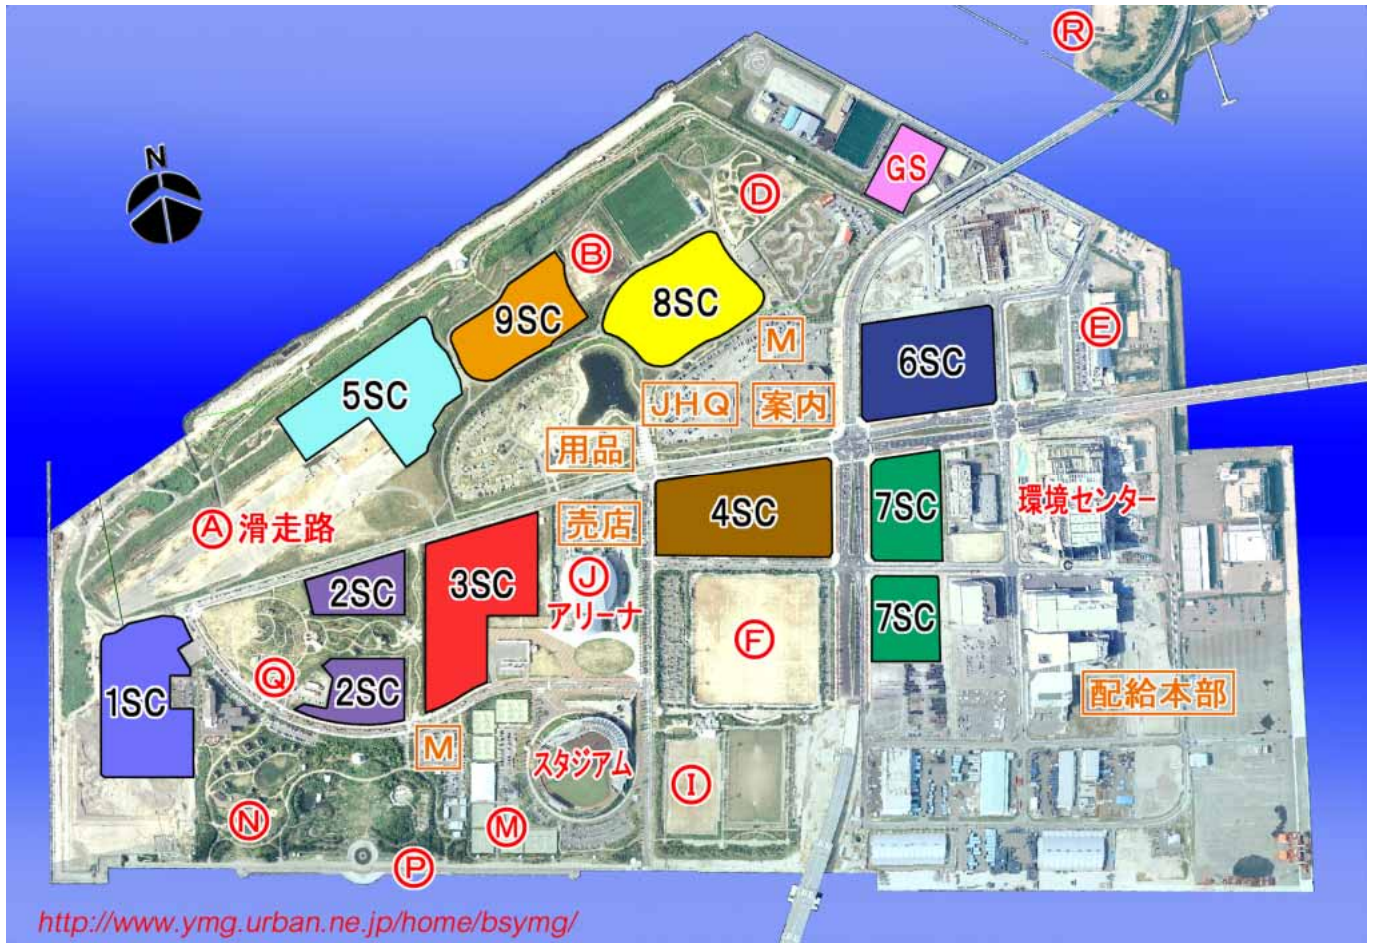 R
N
GS
D
B
8SC
9SC
M
6SC
E
5SC
JHQ
案内
用品
売店
4SC
7SC
環境センター
A 滑走路
2SC
3SC
J
アリーナ
7SC
F
Q
1SC
2SC
配給本部
M
スタジアム
I
N
M
P
http://www.ymg.urban.ne.jp/home/bsymg/